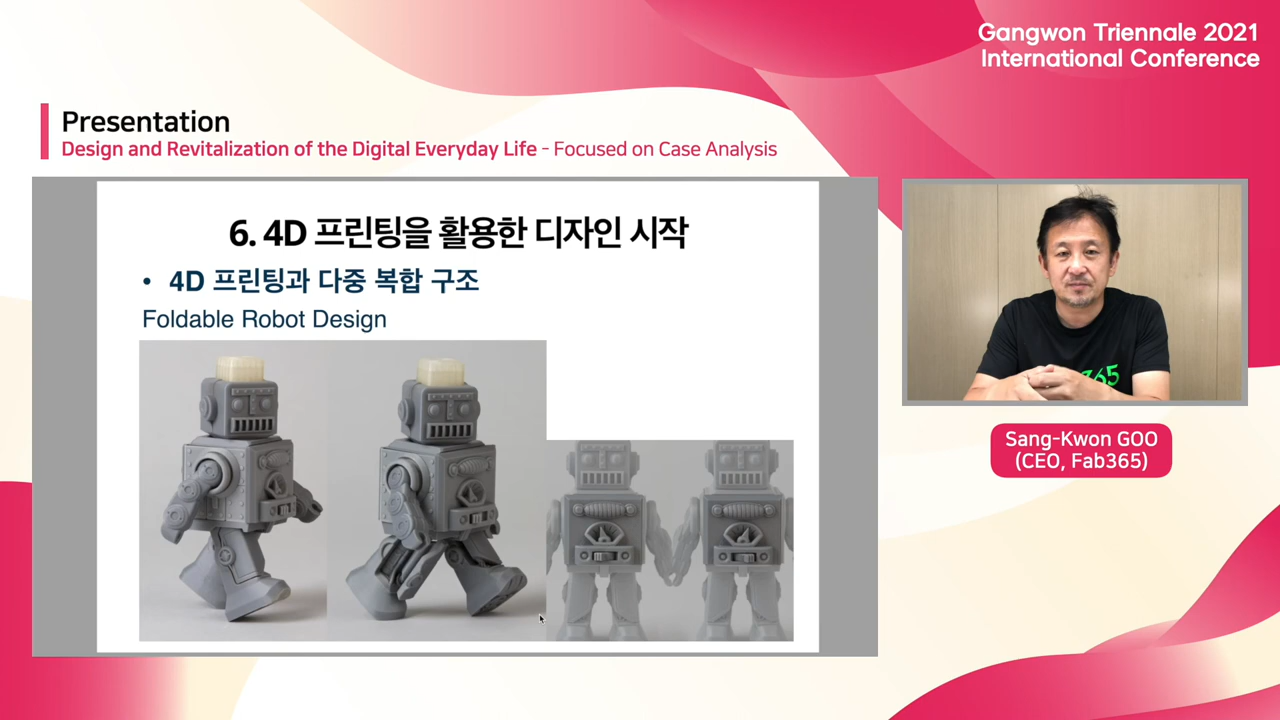 Gangwon Triennale 2021
International Conference
Presentation
Design and Revitalization of the Digital Everyday Life - Focused on Case Analysis
6. 4D 프린팅을 활용한 디자인 시작
• 4D 프린팅과 다중 복합 구조
Foldable Robot Design
365
Sang-Kwon GOO
(CEO, Fab365)